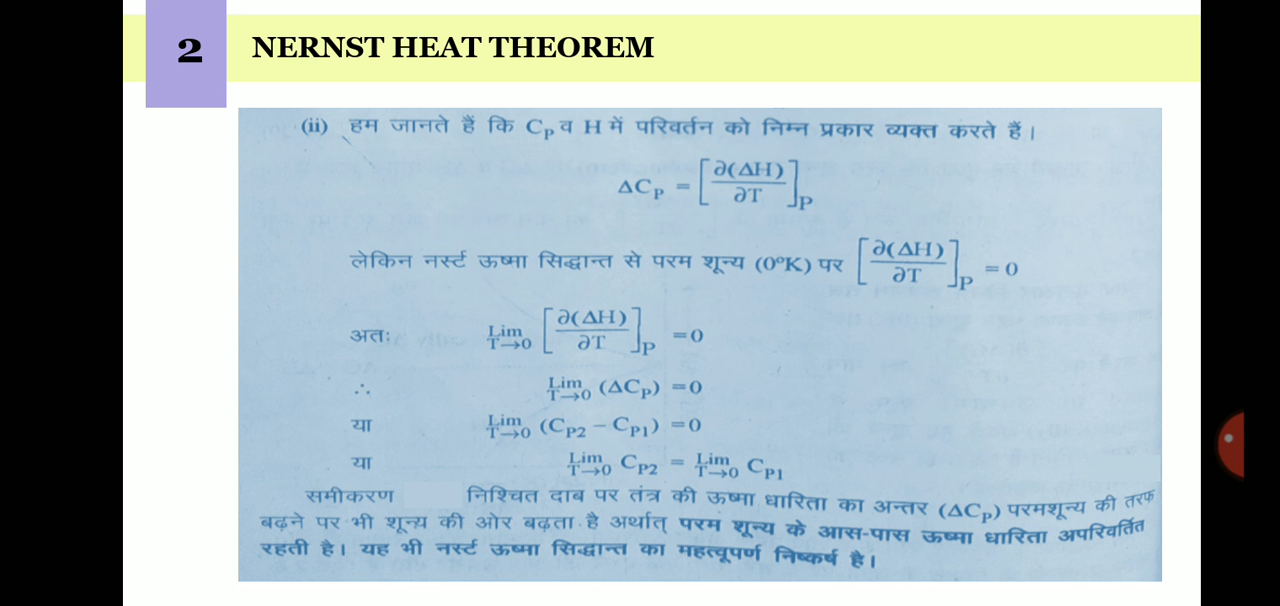 2
NERNST HEAT THEOREM
(ii) हम जानते हैं कि Cₚ व H में परिवर्तन को निम्न प्रकार व्यक्त करते हैं।
ΔCₚ = [∂(ΔH)/∂T]ₚ
लेकिन नर्स्ट ऊष्मा सिद्धान्त से परम शून्य (0°K) पर [∂(ΔH)/∂T]ₚ = 0
अतः Lim T→0 [∂(ΔH)/∂T]ₚ = 0
∴ Lim T→0 (ΔCₚ) = 0
या Lim T→0 (Cₚ₂ – Cₚ₁) = 0
या Lim T→0 Cₚ₂ = Lim T→0 Cₚ₁
समीकरण निश्चित दाब पर तंत्र की ऊष्मा धारिता का अन्तर (ΔCₚ) परमशून्य की तरफ
बढ़ने पर भी शून्य की ओर बढ़ता है अर्थात् परम शून्य के आस-पास ऊष्मा धारिता अपरिवर्तित
रहती है। यह भी नर्स्ट ऊष्मा सिद्धान्त का महत्वपूर्ण निष्कर्ष है।